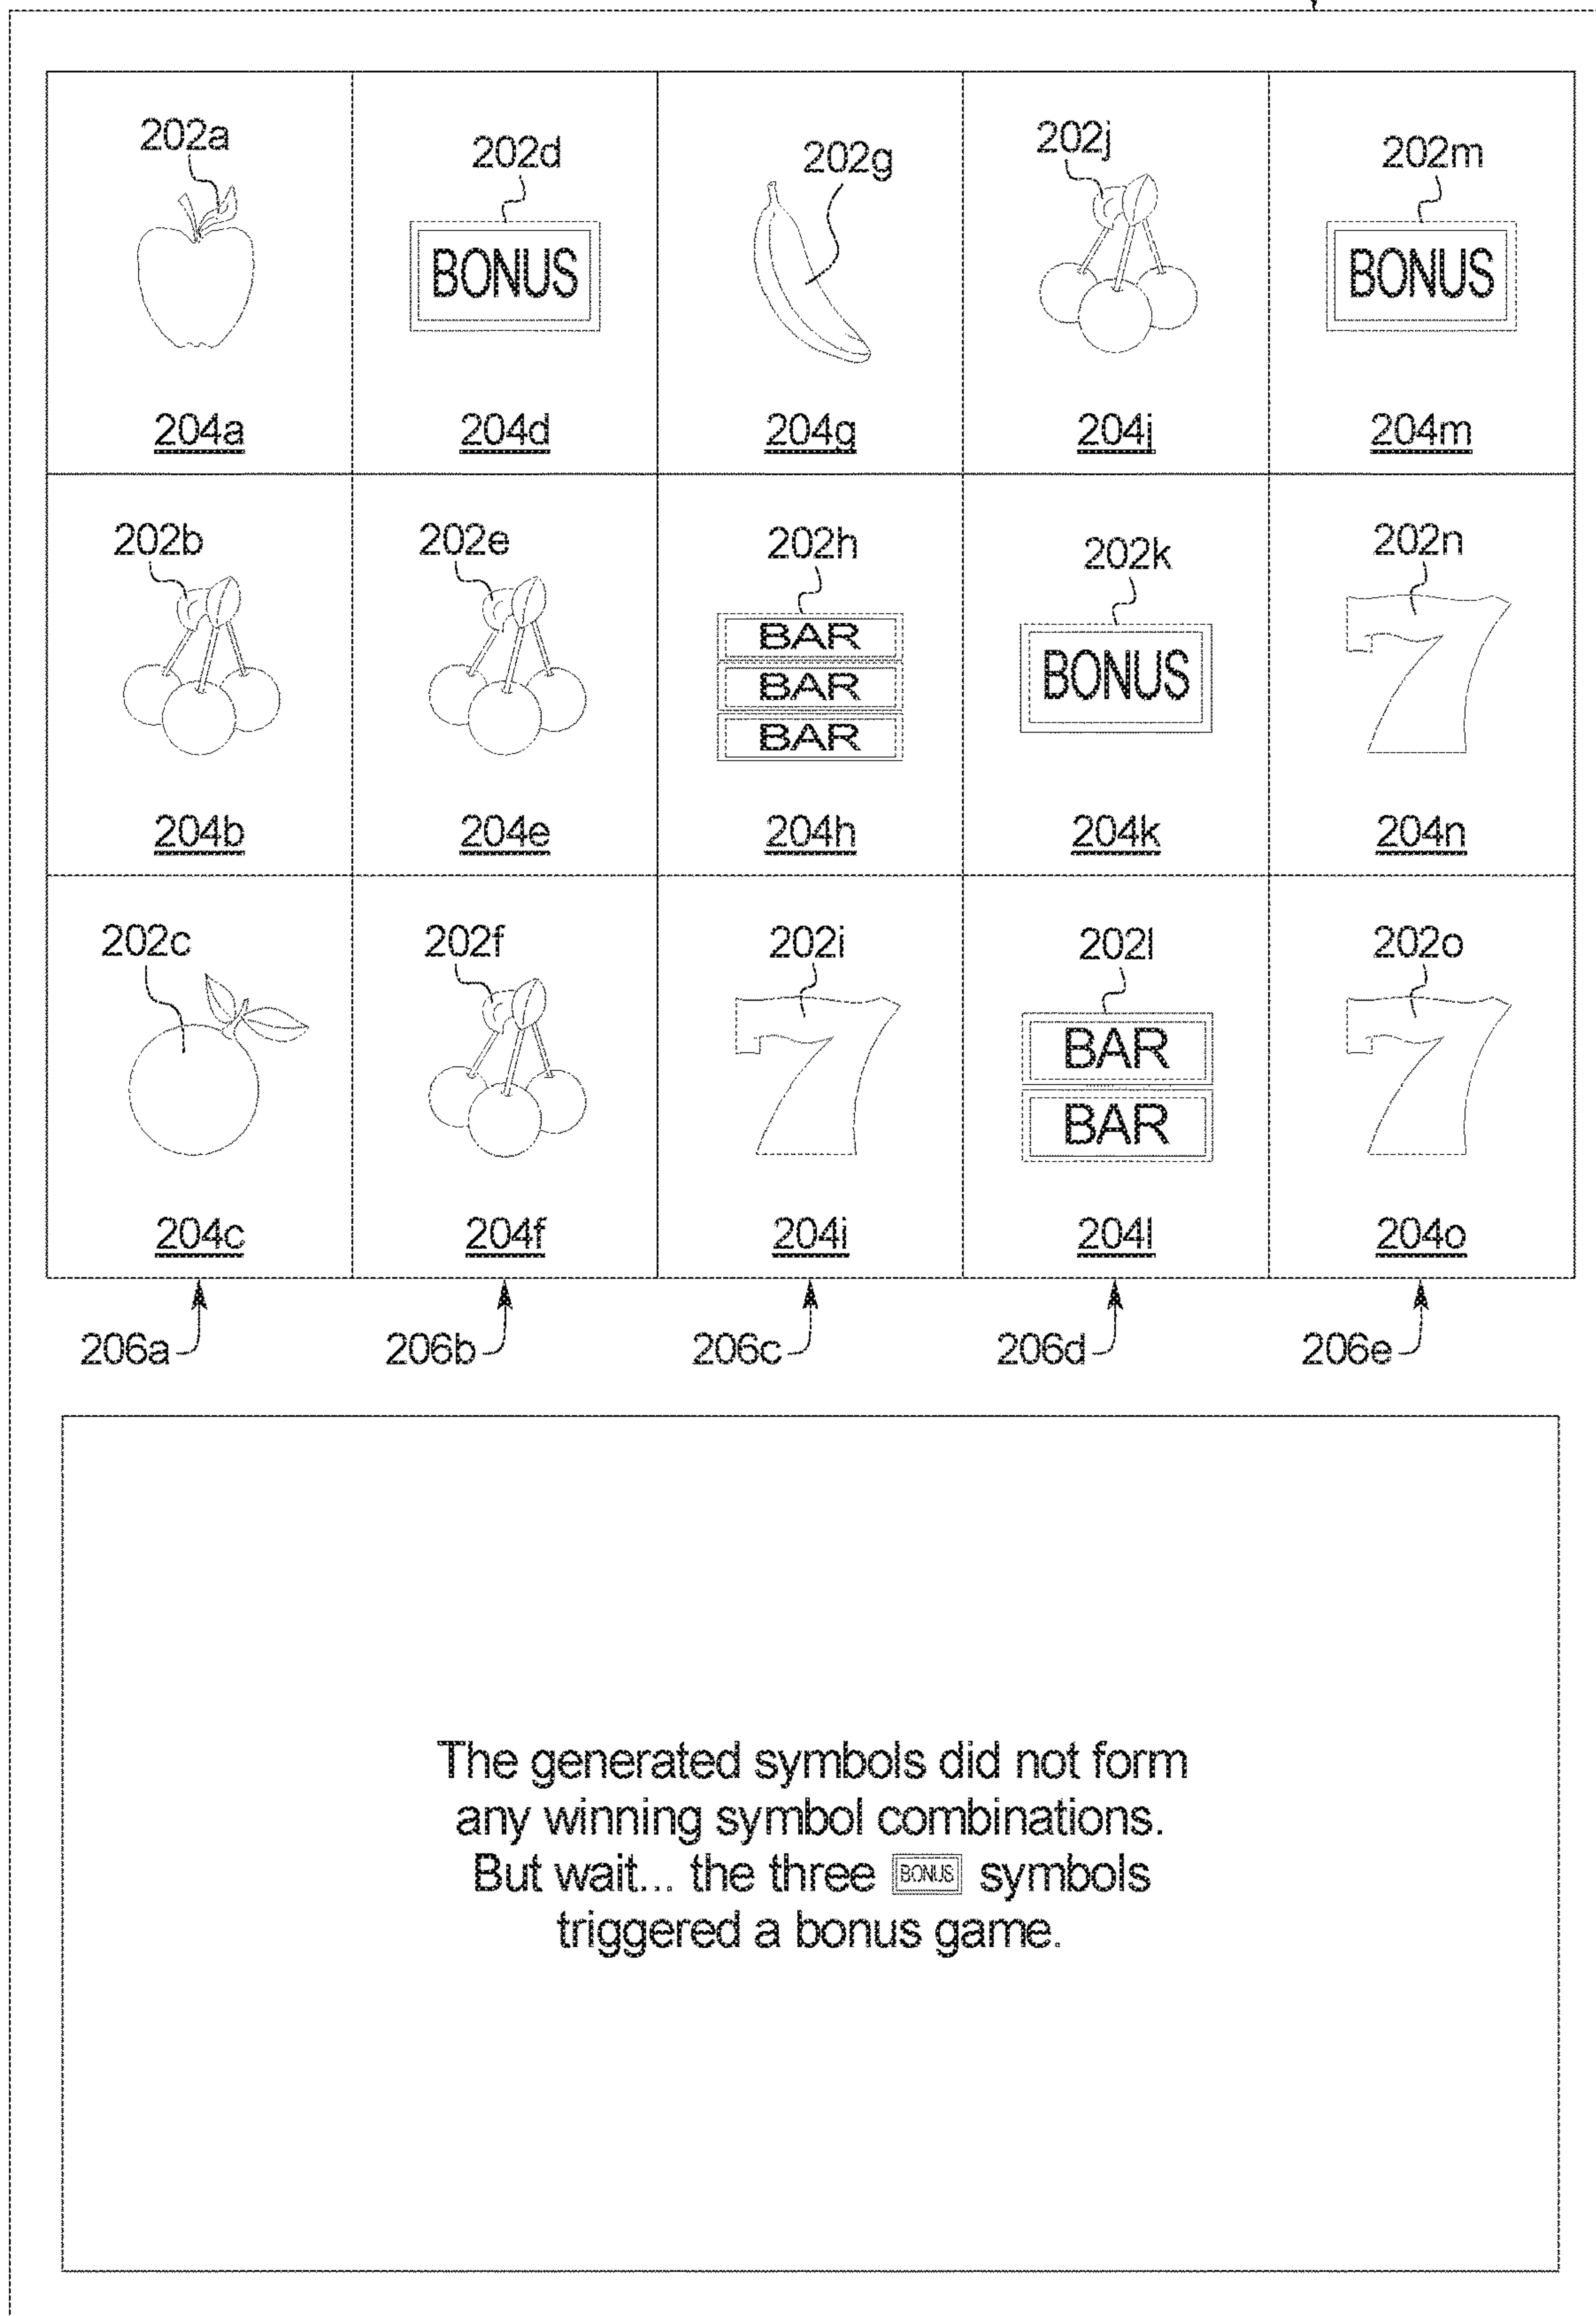 202a 202d 202g 202j 202m
BONUS BONUS
204a 204d 204g 204j 204m
202b 202e 202h 202k 202n
BAR
BAR BONUS 7
BAR
204b 204e 204h 204k 204n
202c 202f 202i 202l 202o
BAR
7 7
BAR
204c 204f 204i 204l 204o
206a 206b 206c 206d 206e
The generated symbols did not form
any winning symbol combinations.
But wait... the three BONUS symbols
triggered a bonus game.